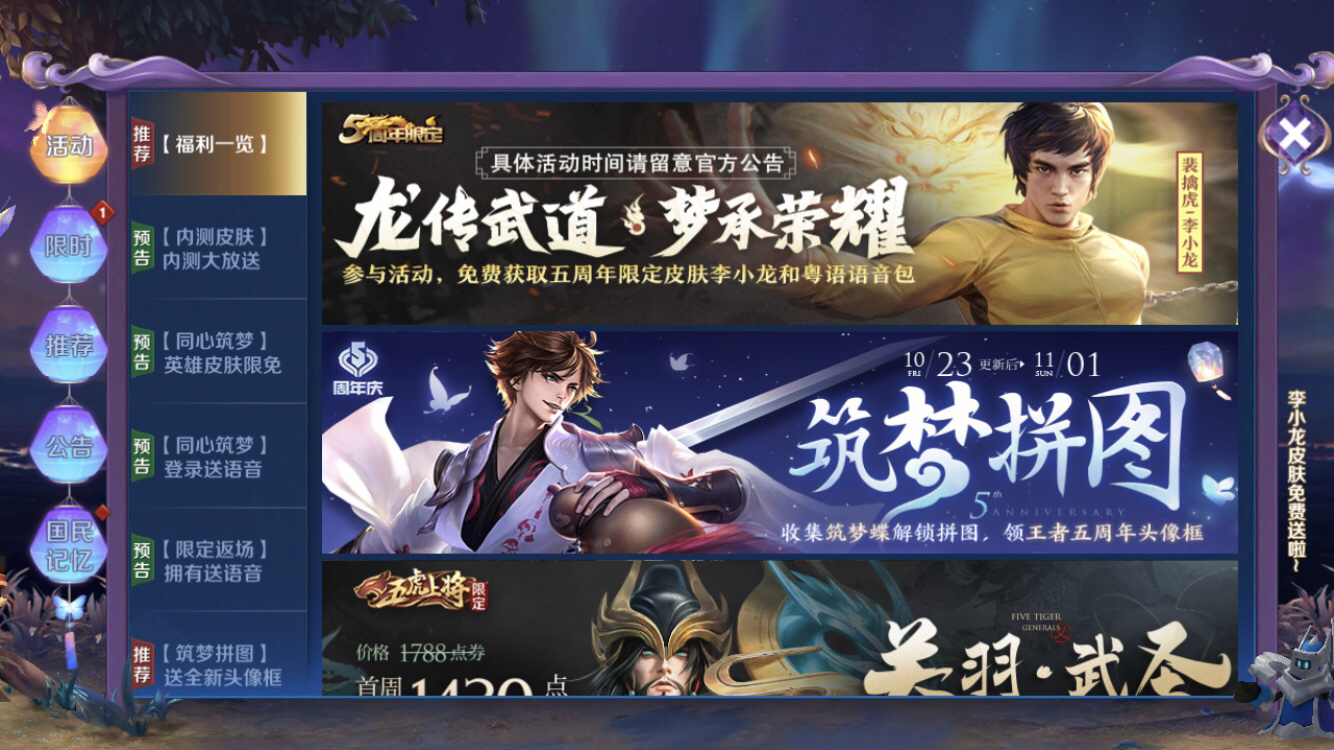 活动
限时
1
推荐
公告
国民
记忆
推荐
【福利一览】
预告
【内测皮肤】
内测大放送
预告
【同心筑梦】
英雄皮肤限免
预告
【同心筑梦】
登录送语音
预告
【限定返场】
拥有送语音
推荐
【筑梦拼图】
送全新头像框
5周年限定
具体活动时间请留意官方公告
龙传武道 梦承荣耀
参与活动，免费获取五周年限定皮肤李小龙和粤语语音包
裴擒虎-李小龙
5
周年庆
10/23 更新后 11/01
FRI SUN
筑梦拼图
5th ANNIVERSARY
收集筑梦蝶解锁拼图，领王者五周年头像框
五虎上将
限定
价格 1788点券
首周1430点
FIVE TIGER
GENERALS
关羽·武圣
李小龙皮肤免费送啦~